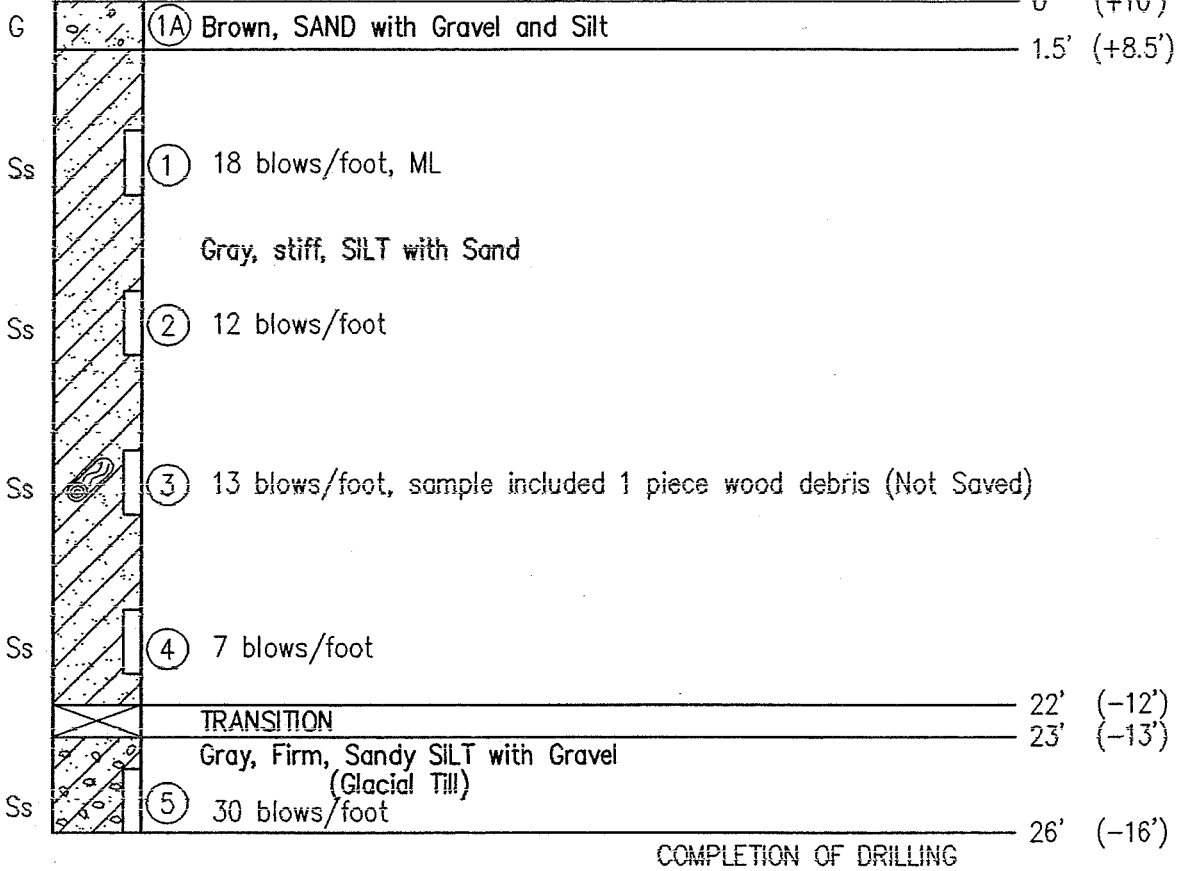 0' (+10')
G 1A Brown, SAND with Gravel and Silt
1.5' (+8.5')
Ss 1 18 blows/foot, ML
Gray, stiff, SILT with Sand
Ss 2 12 blows/foot
Ss 3 13 blows/foot, sample included 1 piece wood debris (Not Saved)
Ss 4 7 blows/foot
22' (-12')
TRANSITION
23' (-13')
Gray, Firm, Sandy SILT with Gravel
(Glacial Till)
Ss 5 30 blows/foot
26' (-16')
COMPLETION OF DRILLING